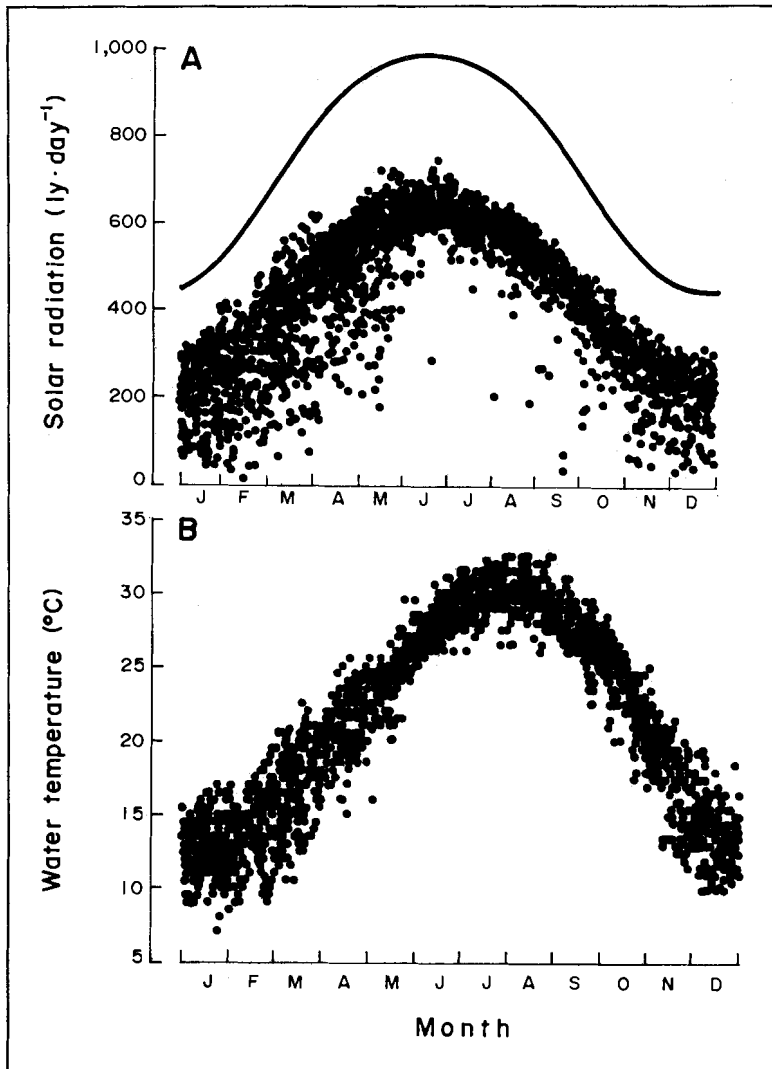 A
Solar radiation (ly·day⁻¹)
1,000
800
600
400
200
0
J F M A M J J A S O N D
B
Water temperature (°C)
35
30
25
20
15
10
5
J F M A M J J A S O N D
Month